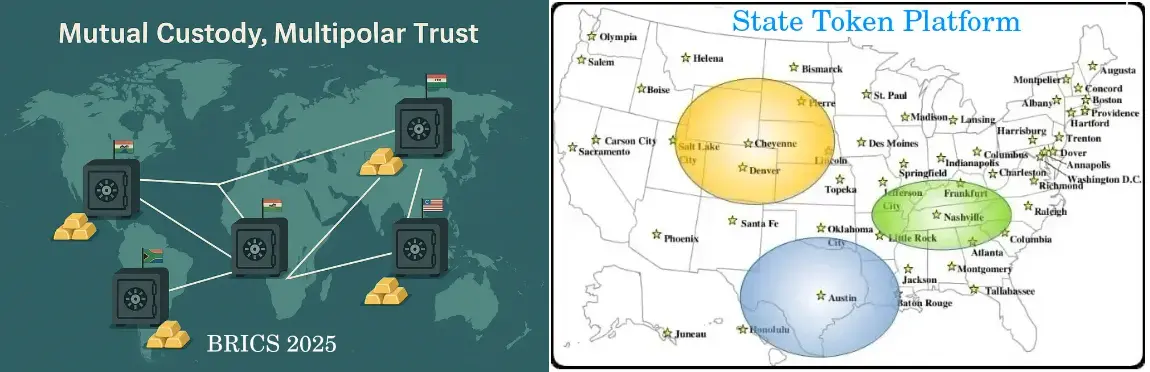 Mutual Custody, Multipolar Trust
BRICS 2025
State Token Platform
Olympia
Salem
Helena
Bismarck
Augusta
Montpelier
Concord
Boise
St. Paul
Albany
Boston
Pierre
Providence
Madison
Lansing
Hartford
Harrisburg
Carson City
Salt Lake
City
Cheyenne
Des Moines
Trenton
Sacramento
Lincoln
Columbus
Dover
Indianapolis
Annapolis
Denver
Springfield
Charleston
Washington D.C.
Topeka
Richmond
Jefferson
City
Frankfurt
Raleigh
Santa Fe
Nashville
Phoenix
Oklahoma
City
Little Rock
Columbia
Atlanta
Jackson
Montgomery
Austin
Baton Rouge
Tallahassee
Juneau
Honolulu